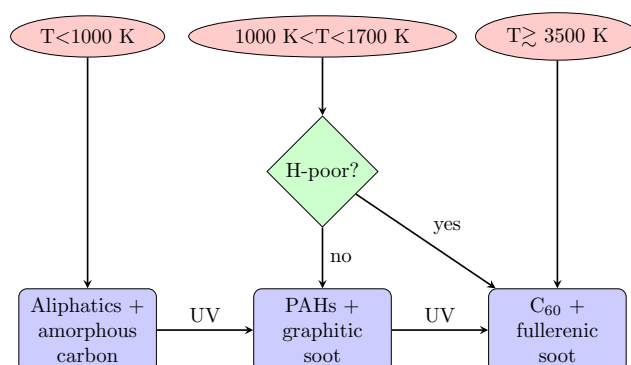 T<1000 K
1000 K<T<1700 K
T≳ 3500 K
H-poor?
yes
no
Aliphatics +
amorphous
carbon
UV
PAHs +
graphitic
soot
UV
C₆₀ +
fullerenic
soot